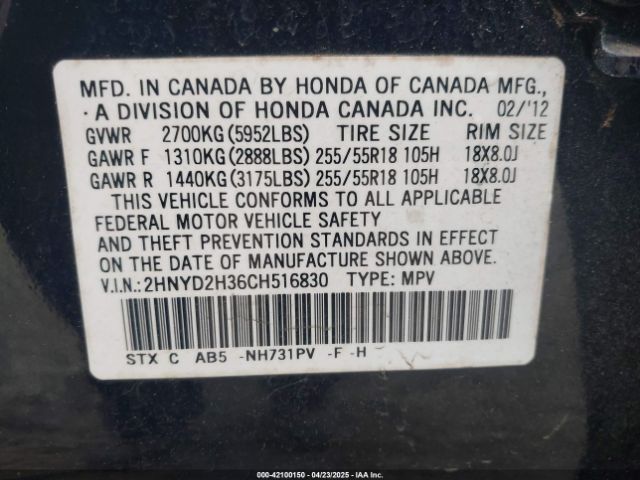 MFD. IN CANADA BY HONDA OF CANADA MFG.,
A DIVISION OF HONDA CANADA INC. 02/'12
GVWR 2700KG(5952LBS) TIRE SIZE RIM SIZE
GAWR F 1310KG(2888LBS) 255/55R18 105H 18X8.0J
GAWR R 1440KG(3175LBS) 255/55R18 105H 18X8.0J
THIS VEHICLE CONFORMS TO ALL APPLICABLE
FEDERAL MOTOR VEHICLE SAFETY
AND THEFT PREVENTION STANDARDS IN EFFECT
ON THE DATE OF MANUFACTURE SHOWN ABOVE.
V.I.N.:2HNYD2H36CH516830 TYPE: MPV
STX C AB5 -NH731PV -F -H
000-42100150 - 04/23/2025 - IAA Inc.